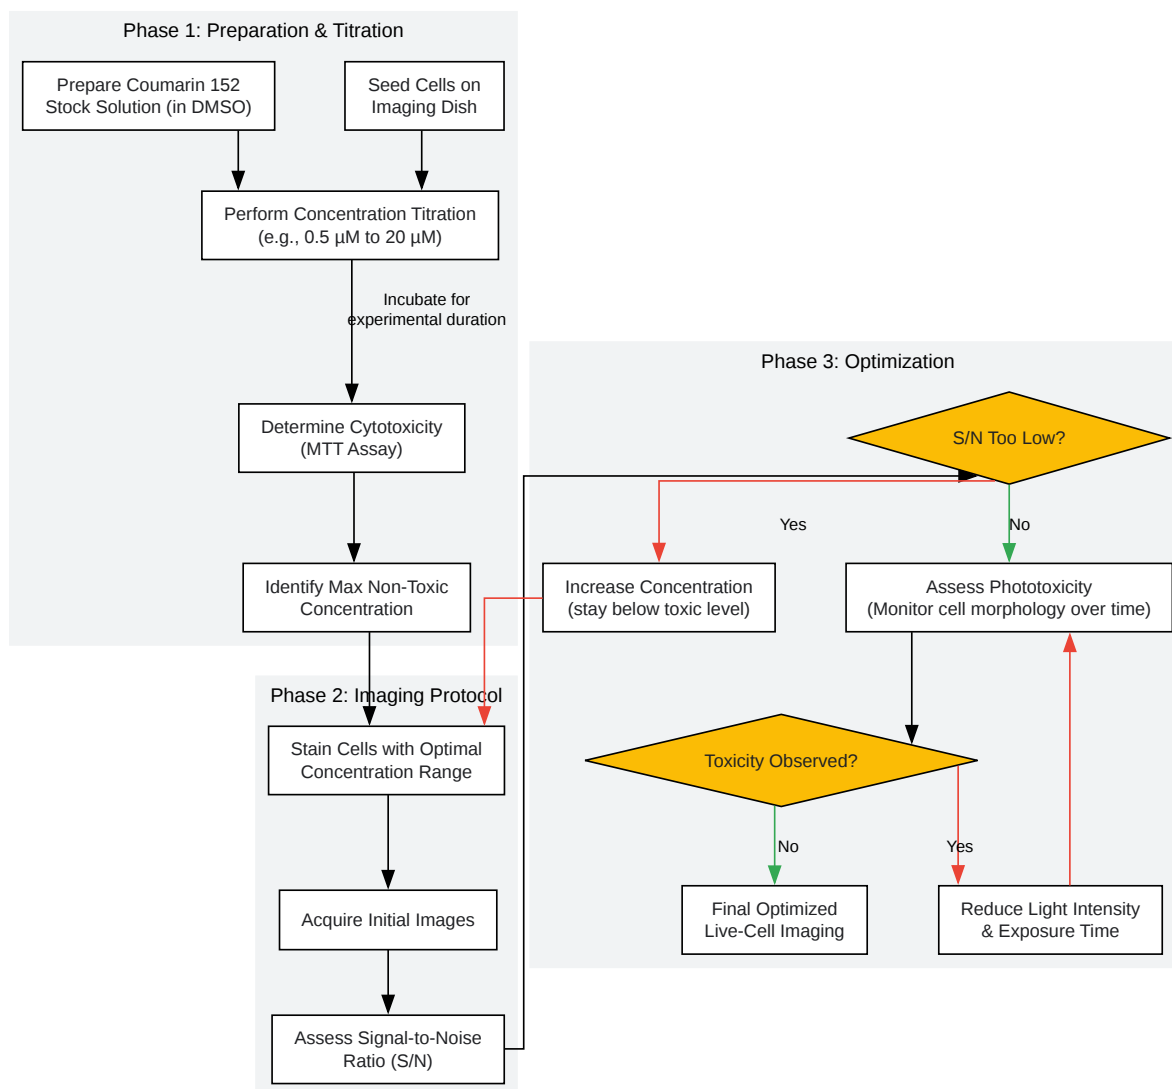 Phase 1: Preparation & Titration
Prepare Coumarin 152
Stock Solution (in DMSO)
Seed Cells on
Imaging Dish
Perform Concentration Titration
(e.g., 0.5 µM to 20 µM)
Incubate for
experimental duration
Determine Cytotoxicity
(MTT Assay)
Identify Max Non-Toxic
Concentration
Phase 2: Imaging Protocol
Stain Cells with Optimal
Concentration Range
Acquire Initial Images
Assess Signal-to-Noise
Ratio (S/N)
Phase 3: Optimization
S/N Too Low?
Yes
No
Increase Concentration
(stay below toxic level)
Assess Phototoxicity
(Monitor cell morphology over time)
Toxicity Observed?
No
Yes
Final Optimized
Live-Cell Imaging
Reduce Light Intensity
& Exposure Time